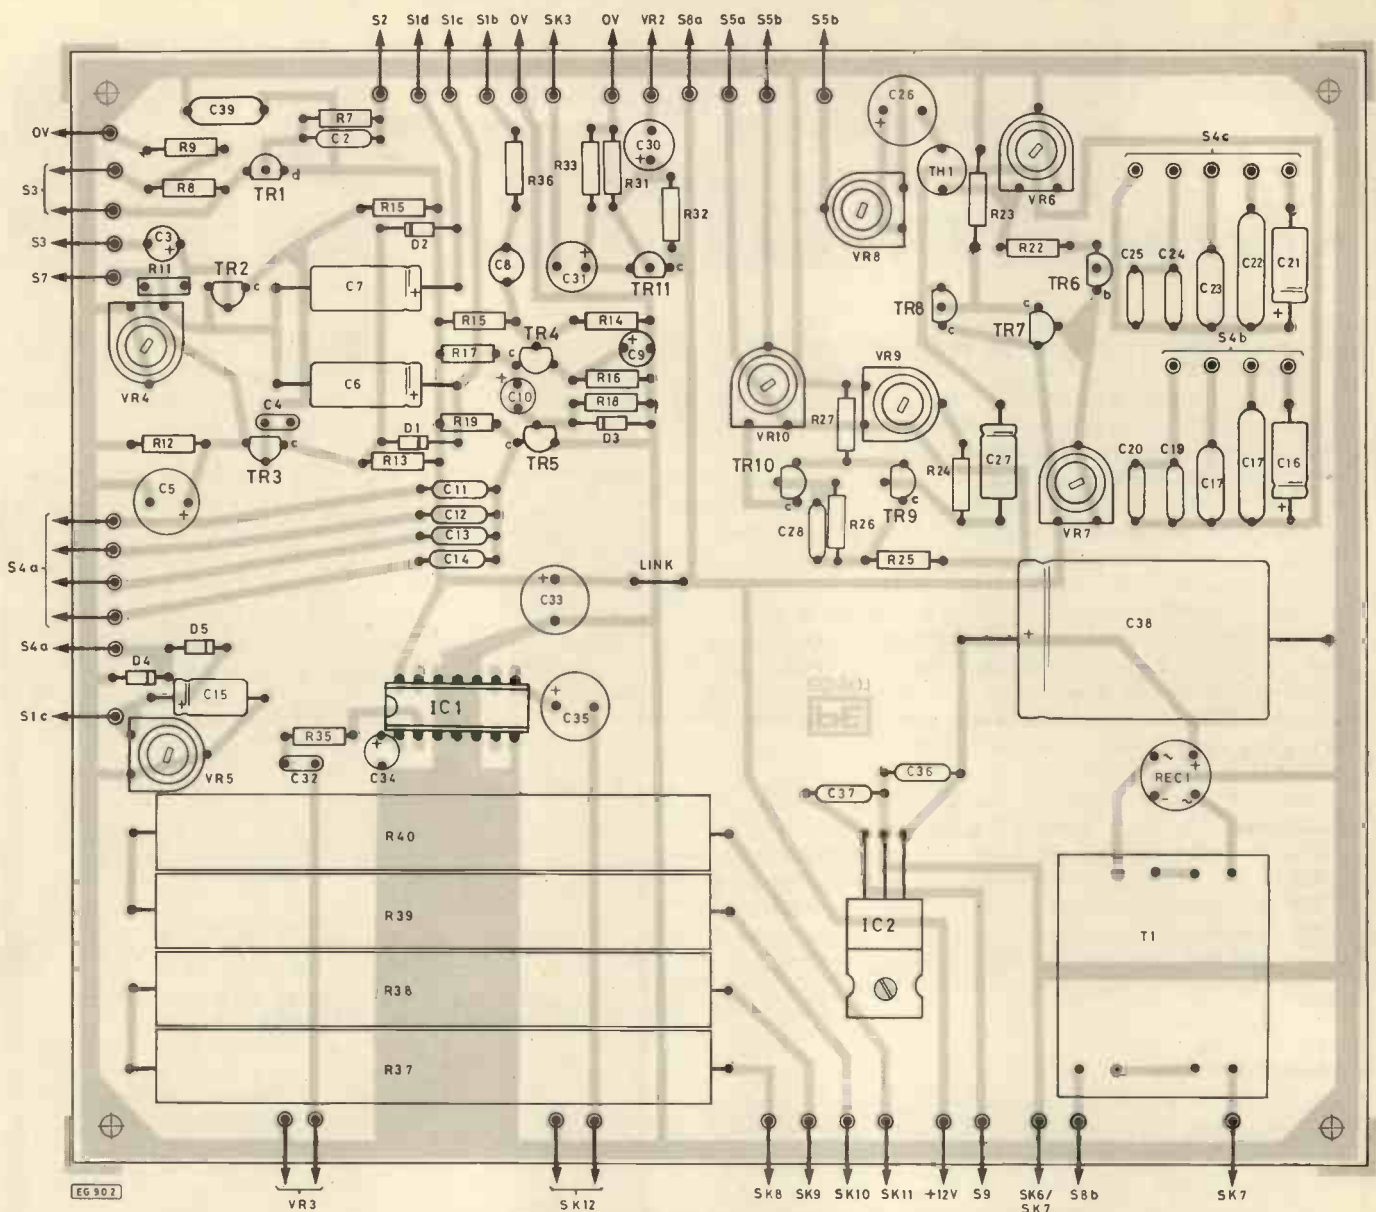 S2 S1d S1c S1b 0V SK3 0V VR2 S8a S5a S5b S5b
C39 R7 C26
0V C2 C30 S4c
R9 R33 TH1 VR6
S3 R8 TR1 d R36 R31 R23
R15 R32 VR8
S3 C3 D2 R22
S7 R11 TR2 c C7 C8 C31 TR11 c TR6 b C25 C24 C23 C22 C21
R15 TR4 R14 TR8 c TR7 c S4b
VR4 R17 c C9 VR9
C6 C10 R16
C4 R18 VR10 R27
R12 TR3 c D1 R19 c TR5 D3 R24 C27 C20 C19 C17 C17 C16
C5 R13 TR10 c TR9 c VR7
C11 C28 R26
C12
C13 R25
S4a C14 LINK
C33 C38
S4a D5
D4 C15 IC1 C35
S1c
VR5 R35 C34 REC1
C32 C36
C37
R40
R39 IC2 T1
R38
R37
EG 902 VR3 SK12 SK8 SK9 SK10 SK11 +12V S9 SK6/ S8b SK7
SK7